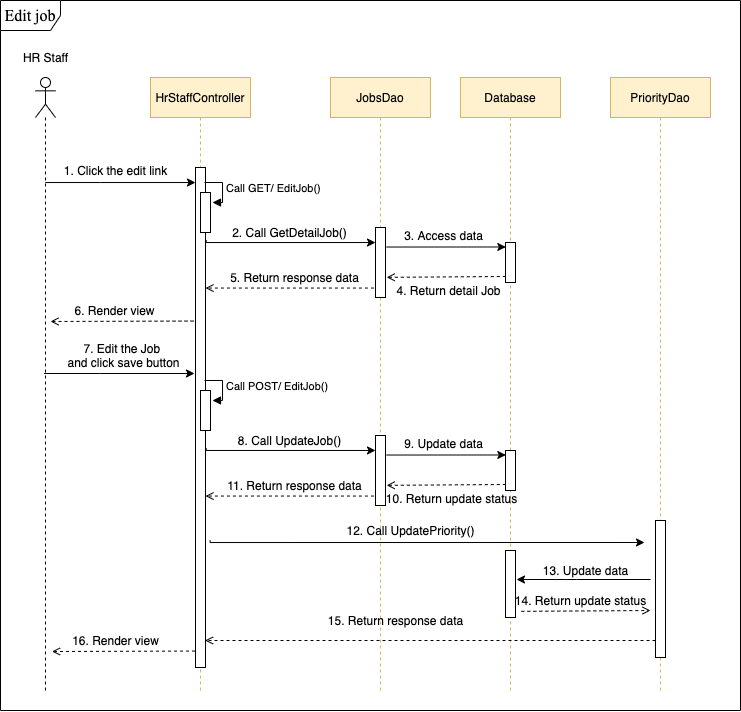 Edit job
HR Staff
HrStaffController
JobsDao
Database
PriorityDao
1. Click the edit link
Call GET/ EditJob()
2. Call GetDetailJob()
3. Access data
5. Return response data
4. Return detail Job
6. Render view
7. Edit the Job
and click save button
Call POST/ EditJob()
8. Call UpdateJob()
9. Update data
11. Return response data
10. Return update status
12. Call UpdatePriority()
13. Update data
14. Return update status
15. Return response data
16. Render view